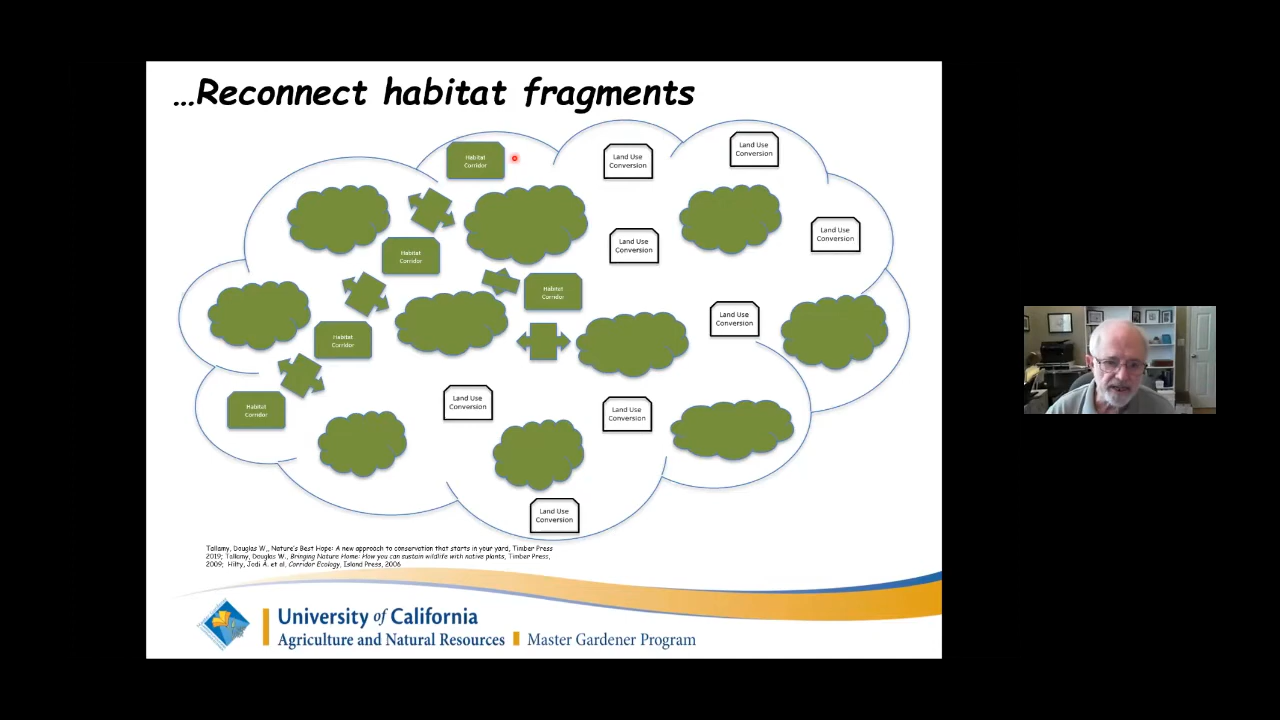 ...Reconnect habitat fragments
Habitat
Corridor
Land Use
Conversion
Land Use
Conversion
Land Use
Conversion
Land Use
Conversion
Habitat
Corridor
Habitat
Corridor
Land Use
Conversion
Habitat
Corridor
Habitat
Corridor
Land Use
Conversion
Land Use
Conversion
Land Use
Conversion
Tallamy, Douglas W., Nature's Best Hope: A new approach to conservation that starts in your yard, Timber Press
2019; Tallamy, Douglas W., Bringing Nature Home: How you can sustain wildlife with native plants, Timber Press,
2009; Hilty, Jodi A. et al, Corridor Ecology, Island Press, 2006
University of California
Agriculture and Natural Resources Master Gardener Program